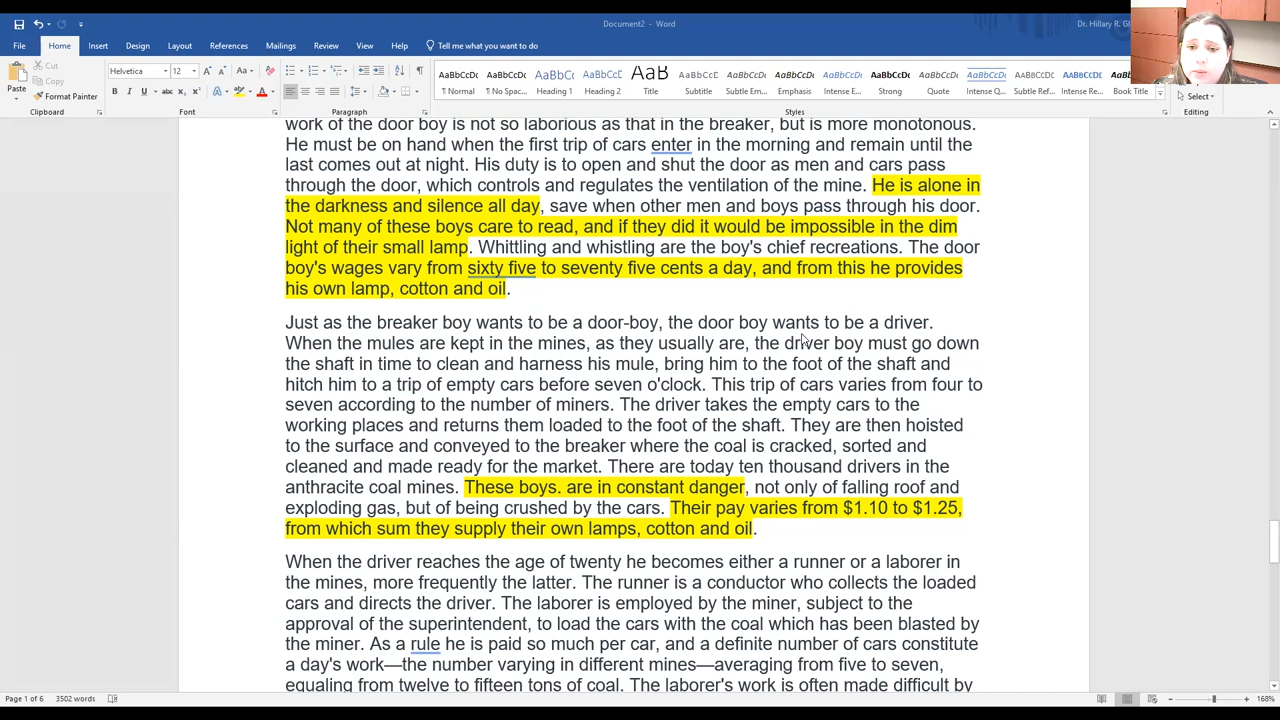 Document2 - Word
Dr. Hillary R. Gl
File Home Insert Design Layout References Mailings Review View Help Tell me what you want to do
Cut
Copy
Format Painter
Paste
Helvetica 12
Select
AaBbCcDc AaBbCcDc AaBbCc AaBbCcD AaB AaBbCcD AaBbCcDc AaBbCcDc AaBbCcDc AaBbCcDc AaBbCcDc AaBbCcDc AaBbCcDc AaBbCcDc
¶ Normal ¶ No Spac... Heading 1 Heading 2 Title Subtitle Subtle Em... Emphasis Intense E... Strong Quote Intense Q... Subtle Ref... Intense Re... Book Title
Clipboard Font Paragraph Styles Editing
work of the door boy is not so laborious as that in the breaker, but is more monotonous.
He must be on hand when the first trip of cars enter in the morning and remain until the
last comes out at night. His duty is to open and shut the door as men and cars pass
through the door, which controls and regulates the ventilation of the mine. He is alone in
the darkness and silence all day, save when other men and boys pass through his door.
Not many of these boys care to read, and if they did it would be impossible in the dim
light of their small lamp. Whittling and whistling are the boy's chief recreations. The door
boy's wages vary from sixty five to seventy five cents a day, and from this he provides
his own lamp, cotton and oil.
Just as the breaker boy wants to be a door-boy, the door boy wants to be a driver.
When the mules are kept in the mines, as they usually are, the driver boy must go down
the shaft in time to clean and harness his mule, bring him to the foot of the shaft and
hitch him to a trip of empty cars before seven o'clock. This trip of cars varies from four to
seven according to the number of miners. The driver takes the empty cars to the
working places and returns them loaded to the foot of the shaft. They are then hoisted
to the surface and conveyed to the breaker where the coal is cracked, sorted and
cleaned and made ready for the market. There are today ten thousand drivers in the
anthracite coal mines. These boys. are in constant danger, not only of falling roof and
exploding gas, but of being crushed by the cars. Their pay varies from $1.10 to $1.25,
from which sum they supply their own lamps, cotton and oil.
When the driver reaches the age of twenty he becomes either a runner or a laborer in
the mines, more frequently the latter. The runner is a conductor who collects the loaded
cars and directs the driver. The laborer is employed by the miner, subject to the
approval of the superintendent, to load the cars with the coal which has been blasted by
the miner. As a rule he is paid so much per car, and a definite number of cars constitute
a day's work—the number varying in different mines—averaging from five to seven,
equaling from twelve to fifteen tons of coal. The laborer's work is often made difficult by
Page 1 of 6 3502 words 168%